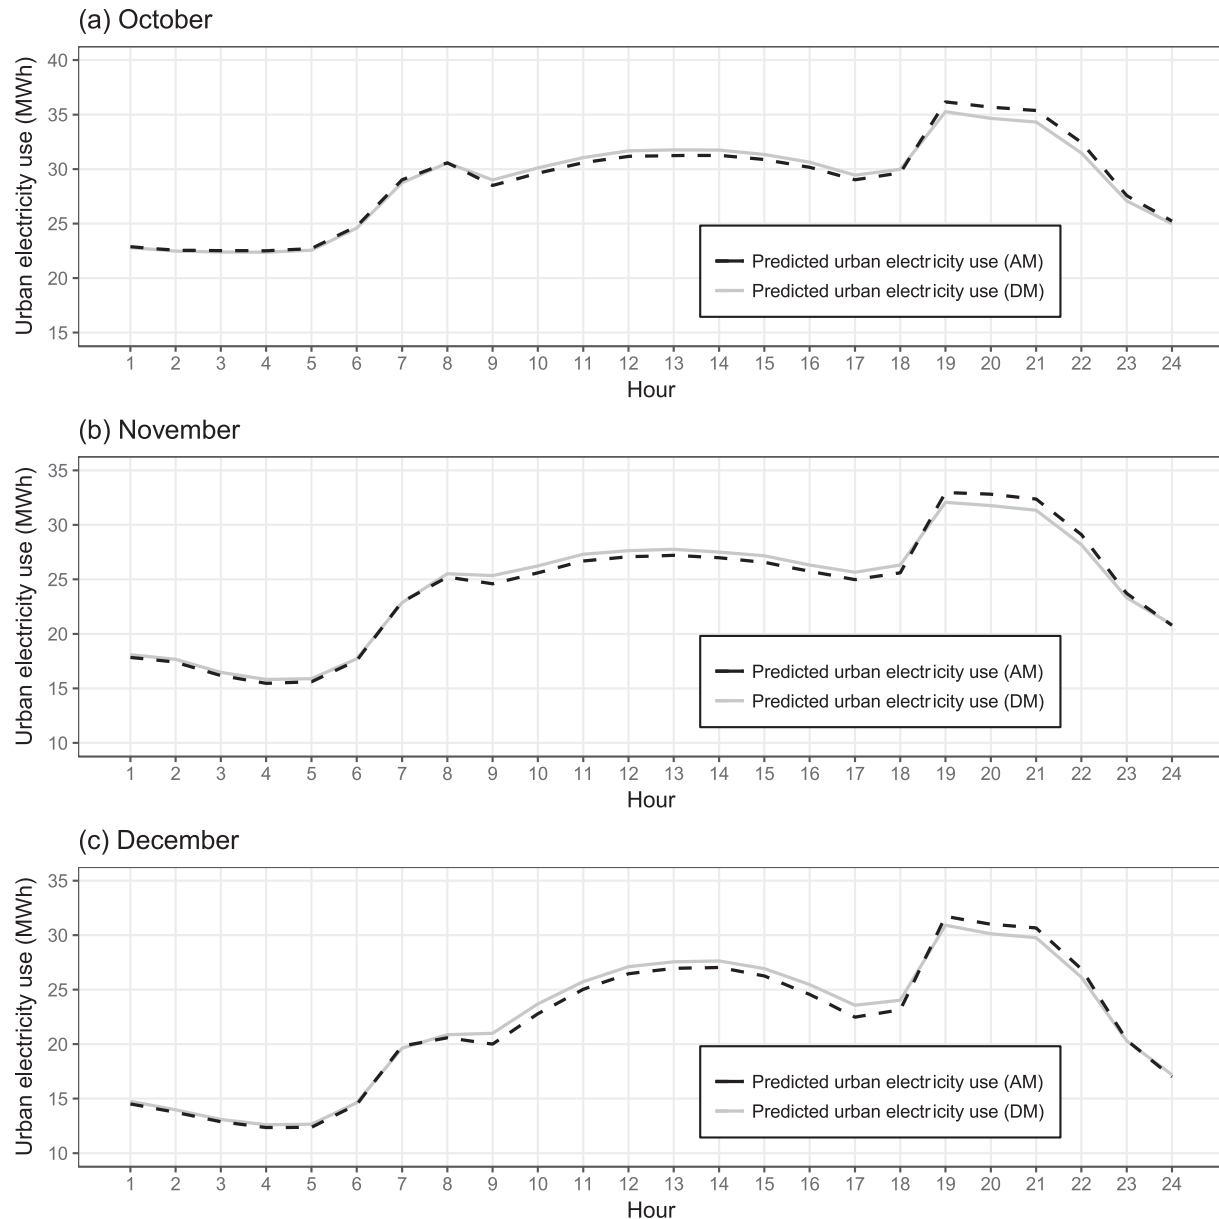 (a) October
Urban electricity use (MWh)
40
35
30
25
20
15
1 2 3 4 5 6 7 8 9 10 11 12 13 14 15 16 17 18 19 20 21 22 23 24
Hour
Predicted urban electricity use (AM)
Predicted urban electricity use (DM)
(b) November
Urban electricity use (MWh)
35
30
25
20
15
10
1 2 3 4 5 6 7 8 9 10 11 12 13 14 15 16 17 18 19 20 21 22 23 24
Hour
Predicted urban electricity use (AM)
Predicted urban electricity use (DM)
(c) December
Urban electricity use (MWh)
35
30
25
20
15
10
1 2 3 4 5 6 7 8 9 10 11 12 13 14 15 16 17 18 19 20 21 22 23 24
Hour
Predicted urban electricity use (AM)
Predicted urban electricity use (DM)